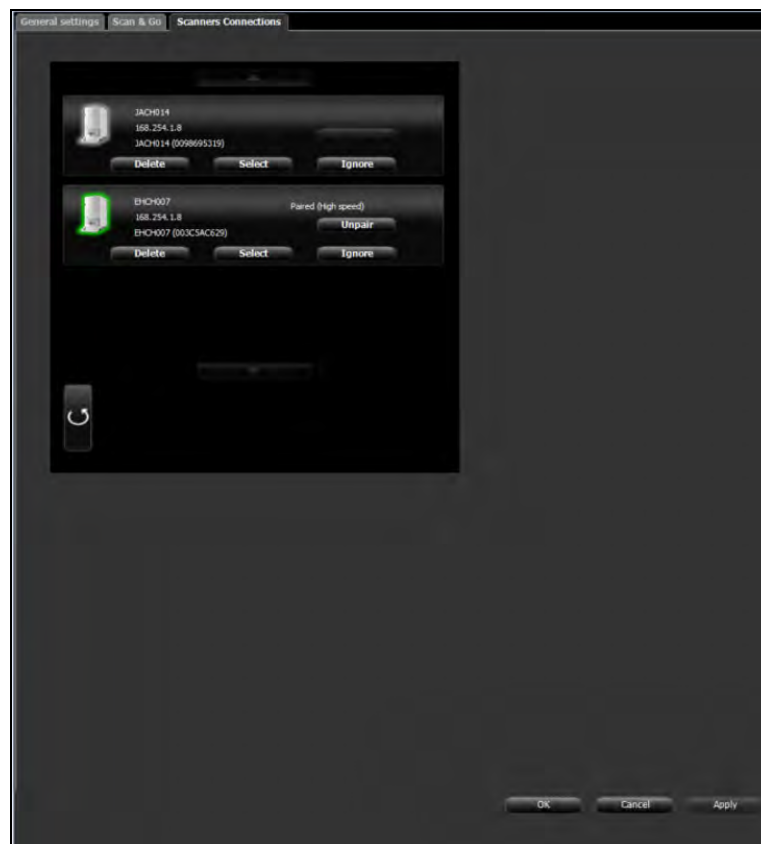 General settings Scan & Go Scanners Connections
JACH014
168.254.1.8
JACH014 (0098695319)
Delete Select Ignore
EHCH007
Paired (High speed)
168.254.1.8
Unpair
EHCH007 (003C5AC629)
Delete Select Ignore
OK Cancel Apply